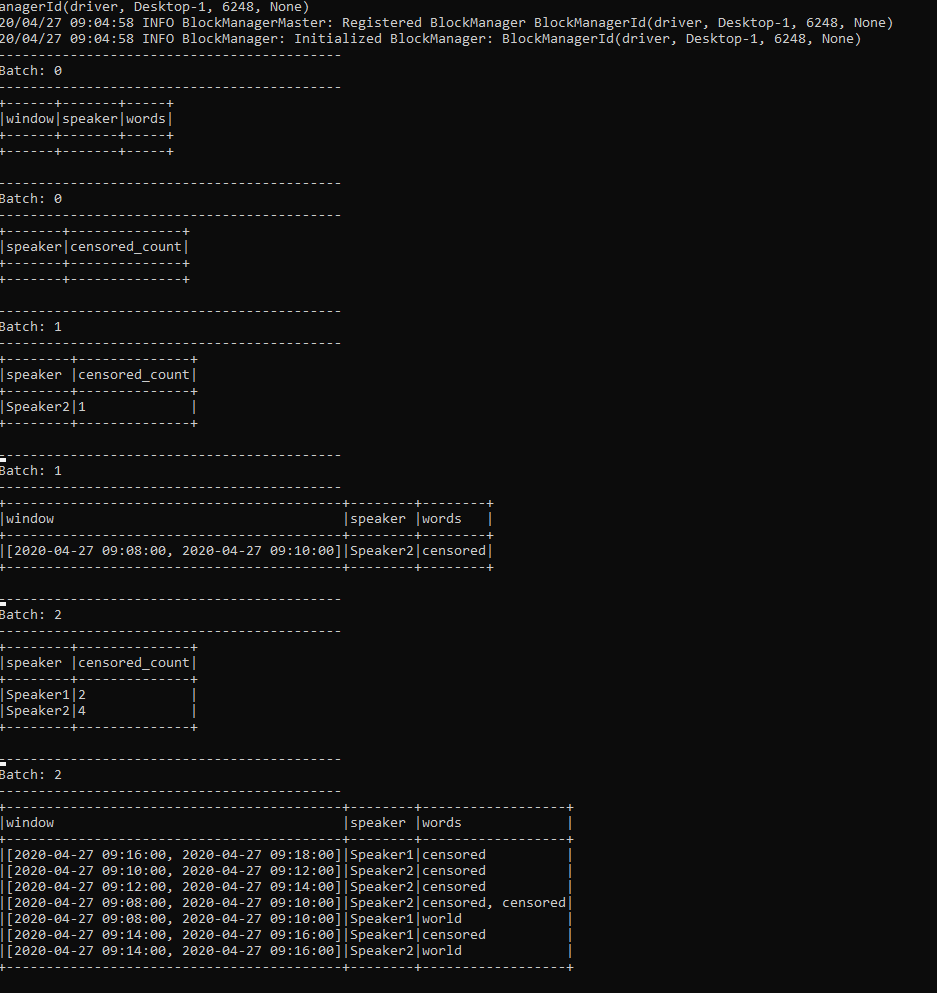 anagerId(driver, Desktop-1, 6248, None)
20/04/27 09:04:58 INFO BlockManagerMaster: Registered BlockManager BlockManagerId(driver, Desktop-1, 6248, None)
20/04/27 09:04:58 INFO BlockManager: Initialized BlockManager: BlockManagerId(driver, Desktop-1, 6248, None)
-------------------------------------------
Batch: 0
-------------------------------------------
+------+-------+-----+
|window|speaker|words|
+------+-------+-----+
+------+-------+-----+
-------------------------------------------
Batch: 0
-------------------------------------------
+-------+--------------+
|speaker|censored_count|
+-------+--------------+
+-------+--------------+
-------------------------------------------
Batch: 1
-------------------------------------------
+--------+--------------+
|speaker |censored_count|
+--------+--------------+
|Speaker2|1             |
+--------+--------------+
-------------------------------------------
Batch: 1
-------------------------------------------
+------------------------------------------+--------+--------+
|window                                    |speaker |words   |
+------------------------------------------+--------+--------+
|[2020-04-27 09:08:00, 2020-04-27 09:10:00]|Speaker2|censored|
+------------------------------------------+--------+--------+
-------------------------------------------
Batch: 2
-------------------------------------------
+--------+--------------+
|speaker |censored_count|
+--------+--------------+
|Speaker1|2             |
|Speaker2|4             |
+--------+--------------+
-------------------------------------------
Batch: 2
-------------------------------------------
+------------------------------------------+--------+------------------+
|window                                    |speaker |words             |
+------------------------------------------+--------+------------------+
|[2020-04-27 09:16:00, 2020-04-27 09:18:00]|Speaker1|censored          |
|[2020-04-27 09:10:00, 2020-04-27 09:12:00]|Speaker2|censored          |
|[2020-04-27 09:12:00, 2020-04-27 09:14:00]|Speaker2|censored          |
|[2020-04-27 09:08:00, 2020-04-27 09:10:00]|Speaker2|censored, censored|
|[2020-04-27 09:08:00, 2020-04-27 09:10:00]|Speaker1|world             |
|[2020-04-27 09:14:00, 2020-04-27 09:16:00]|Speaker1|censored          |
|[2020-04-27 09:14:00, 2020-04-27 09:16:00]|Speaker2|world             |
+------------------------------------------+--------+------------------+